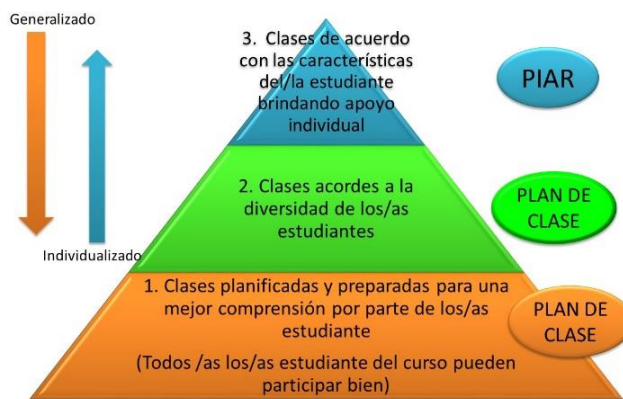 Generalizado
3. Clases de acuerdo
con las características
del/la estudiante
brindando apoyo
individual
PIAR
2. Clases acordes a la
diversidad de los/as
estudiantes
PLAN DE
CLASE
Individualizado
1. Clases planificadas y preparadas para una
mejor comprensión por parte de los/as
estudiante
(Todos /as los/as estudiante del curso pueden
participar bien)
PLAN DE
CLASE